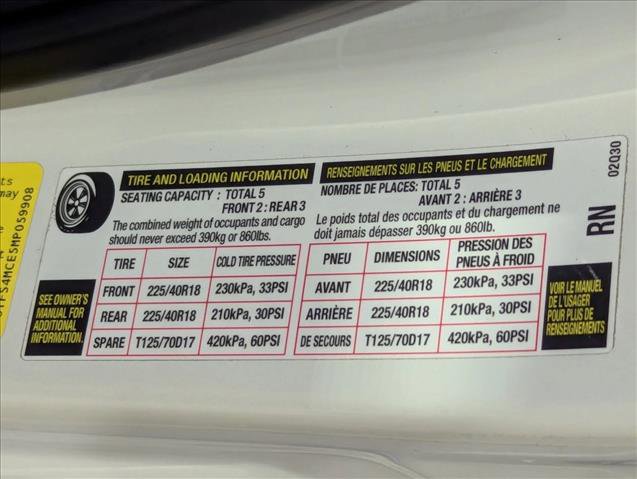 ts
may
TFS4MCE5MP059908
TIRE AND LOADING INFORMATION
SEATING CAPACITY : TOTAL 5
FRONT 2 : REAR 3
The combined weight of occupants and cargo
should never exceed 390kg or 860lbs.
TIRE SIZE COLD TIRE PRESSURE
FRONT 225/40R18 230kPa, 33PSI
REAR 225/40R18 210kPa, 30PSI
SPARE T125/70D17 420kPa, 60PSI
SEE OWNER'S
MANUAL FOR
ADDITIONAL
INFORMATION.
RENSEIGNEMENTS SUR LES PNEUS ET LE CHARGEMENT
NOMBRE DE PLACES: TOTAL 5
AVANT 2 : ARRIÈRE 3
Le poids total des occupants et du chargement ne
doit jamais dépasser 390kg ou 860lb.
PNEU DIMENSIONS PRESSION DES
PNEUS À FROID
AVANT 225/40R18 230kPa, 33PSI
ARRIÈRE 225/40R18 210kPa, 30PSI
DE SECOURS T125/70D17 420kPa, 60PSI
VOIR LE MANUEL
DE L'USAGER
POUR PLUS DE
RENSEIGNEMENTS
RN
02Q30